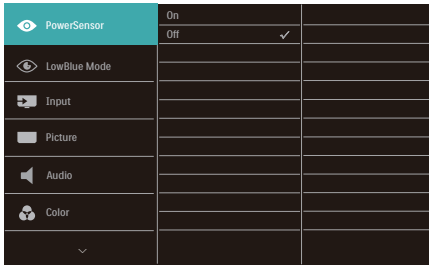 PowerSensor
On
Off
LowBlue Mode
Input
Picture
Audio
Color